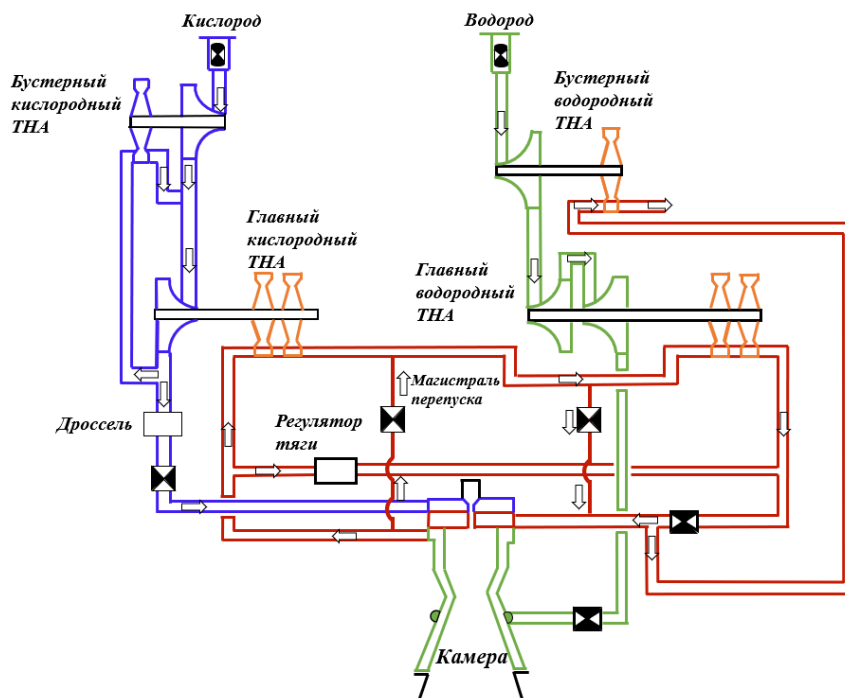 Кислород
Водород
Бустерный
кислородный
ТНА
Бустерный
водородный
ТНА
Главный
кислородный
ТНА
Главный
водородный
ТНА
Магистраль
перепуска
Дроссель
Регулятор
тяги
Камера